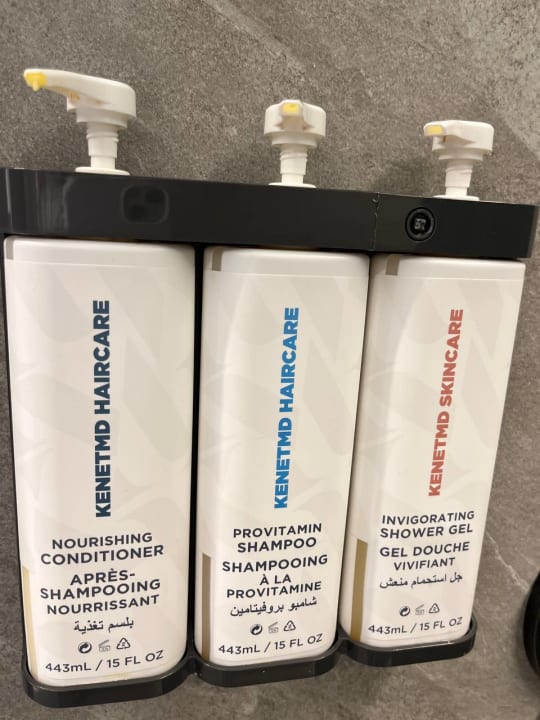 KENETMD HAIRCARE
NOURISHING
CONDITIONER
APRÈS-
SHAMPOOING
NOURRISSANT
بلسم تغذية
443mL / 15 FL OZ
KENETMD HAIRCARE
PROVITAMIN
SHAMPOO
SHAMPOOING
À LA
PROVITAMINE
شامبو بروفيتامين
443mL / 15 FL OZ
KENETMD SKINCARE
INVIGORATING
SHOWER GEL
GEL DOUCHE
VIVIFIANT
جل استحمام منعش
443mL / 15 FL OZ